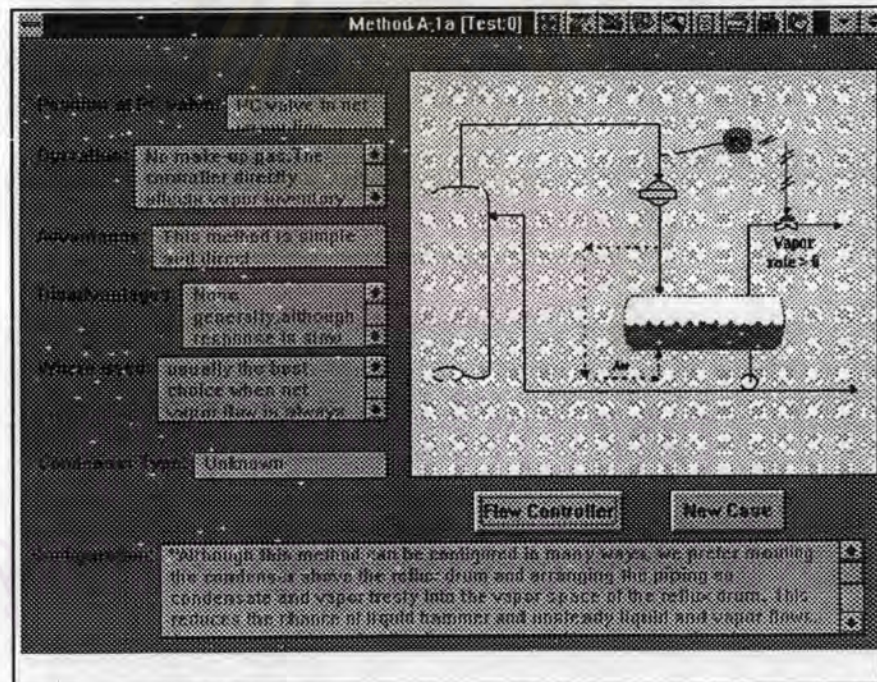 Method A.1a [Test:0]
Position of PC valve: PC valve in net
Operation: No make-up gas.The
controller directly
affects vapor inventory
Advantages: This method is simple
and direct
Disadvantages: None
generally,although
response is slow
Where used: usually the best
choice when net
vapor flow is always
Condenser Type: Unknown
Vapor
rate > 0
Flow Controller
New Case
Configuration: "Although this method can be configured in many ways, we prefer mouting
the condenser above the reflux drum and arranging the piping so
condensate and vapor freely into the vapor space of the reflux drum. This
reduces the chance of liquid hammer and unsteady liquid and vapor flows.